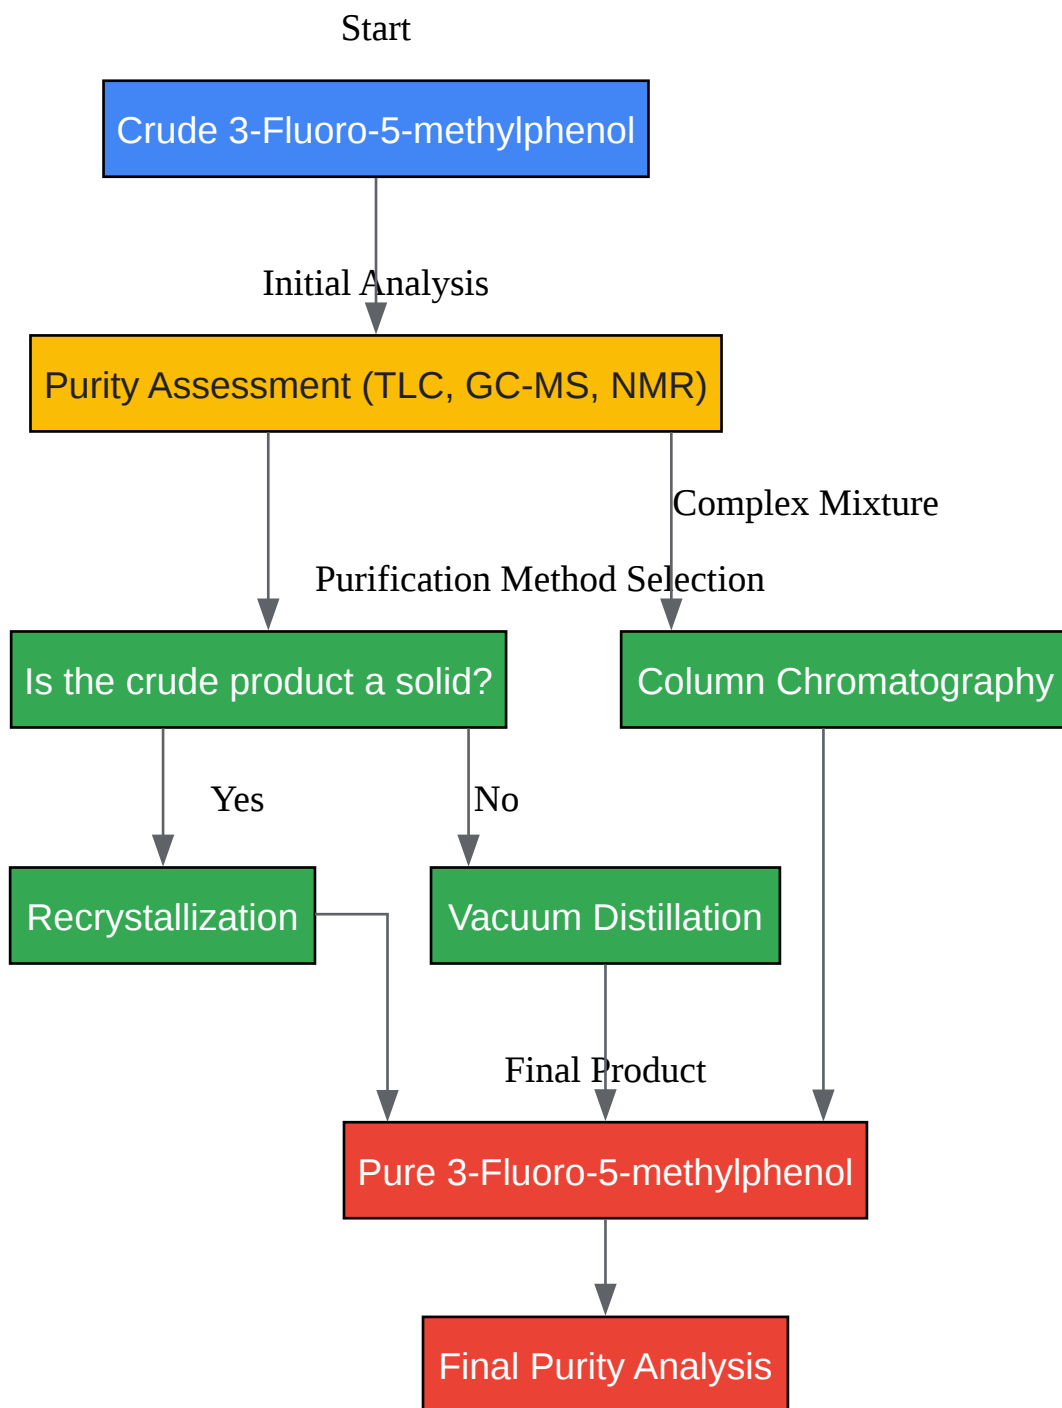 Start
Crude 3-Fluoro-5-methylphenol
Initial Analysis
Purity Assessment (TLC, GC-MS, NMR)
Complex Mixture
Purification Method Selection
Is the crude product a solid?
Column Chromatography
Yes
No
Recrystallization
Vacuum Distillation
Final Product
Pure 3-Fluoro-5-methylphenol
Final Purity Analysis